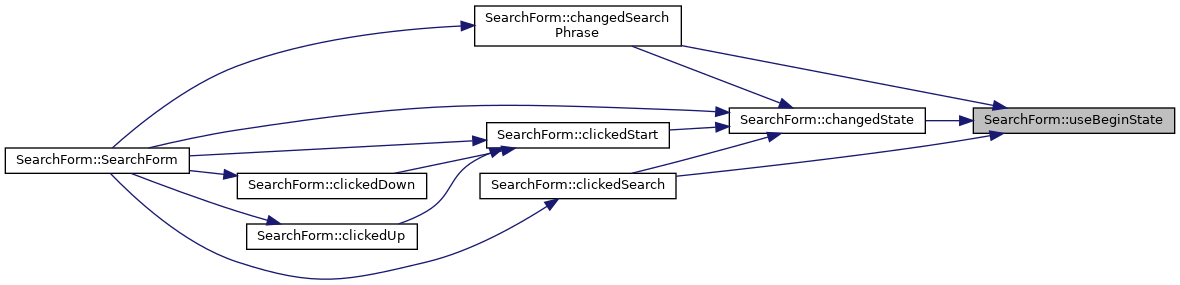 SearchForm::changedSearch
Phrase
SearchForm::changedState
SearchForm::useBeginState
SearchForm::clickedStart
SearchForm::SearchForm
SearchForm::clickedDown
SearchForm::clickedSearch
SearchForm::clickedUp